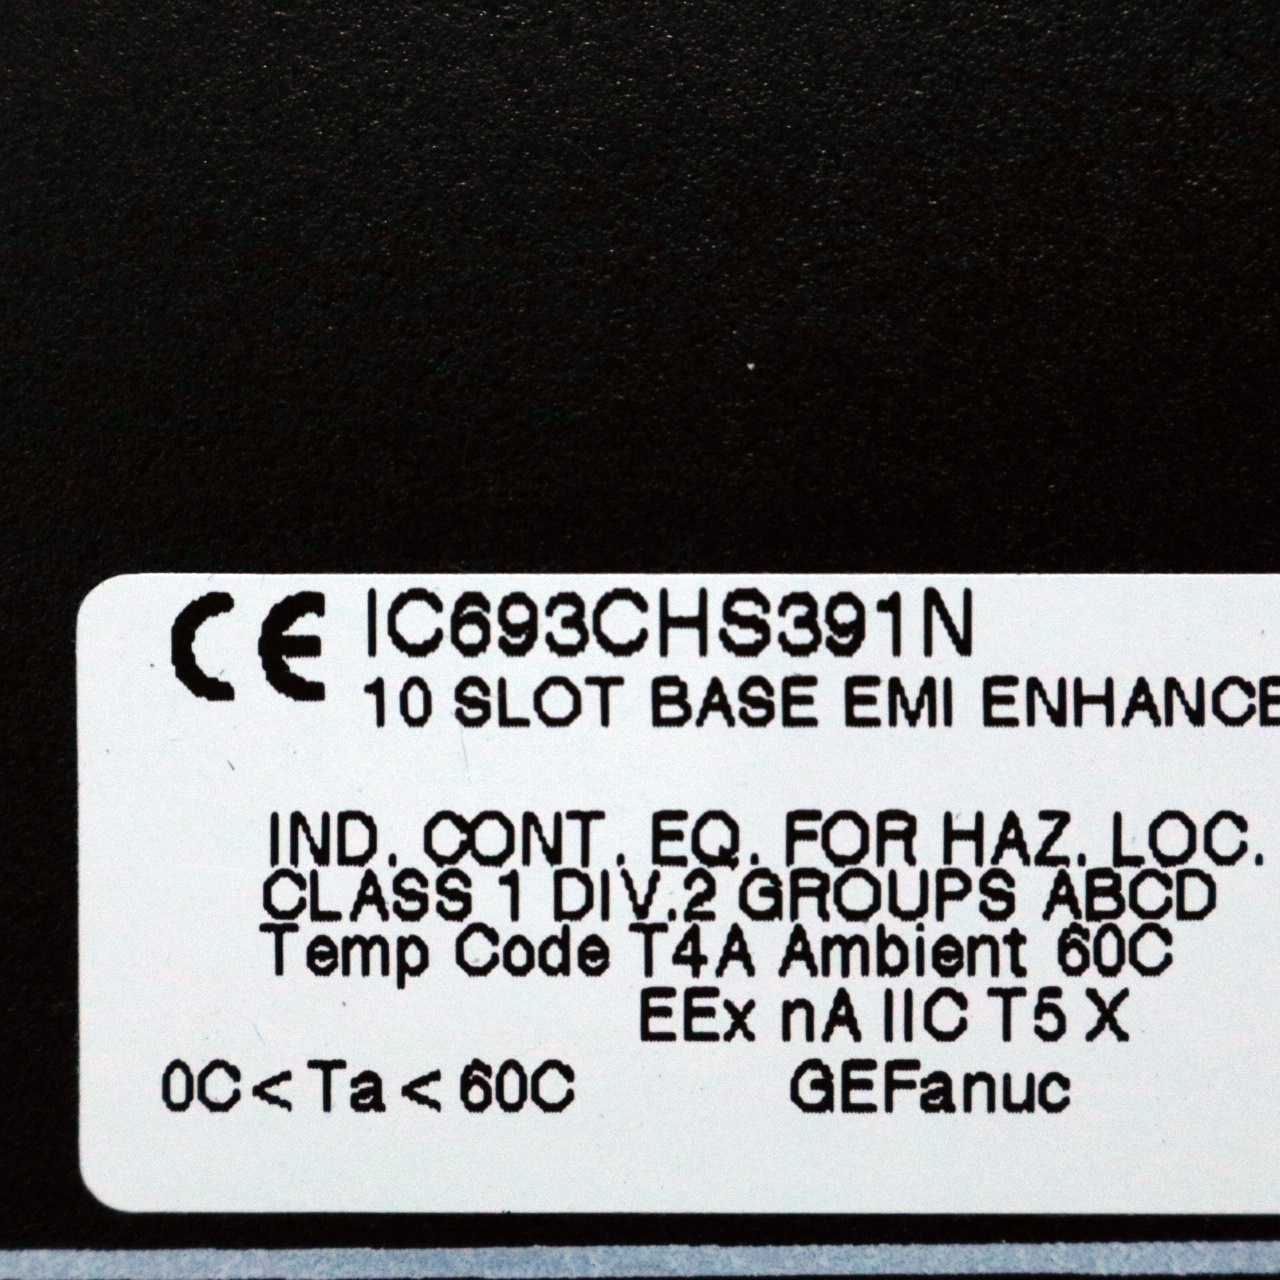 CE IC693CHS391N
10 SLOT BASE EMI ENHANCE
IND. CONT. EQ. FOR HAZ. LOC.
CLASS 1 DIV.2 GROUPS ABCD
Temp Code T4A Ambient 60C
EEx nA IIC T5 X
0C < Ta < 60C GEFanuc